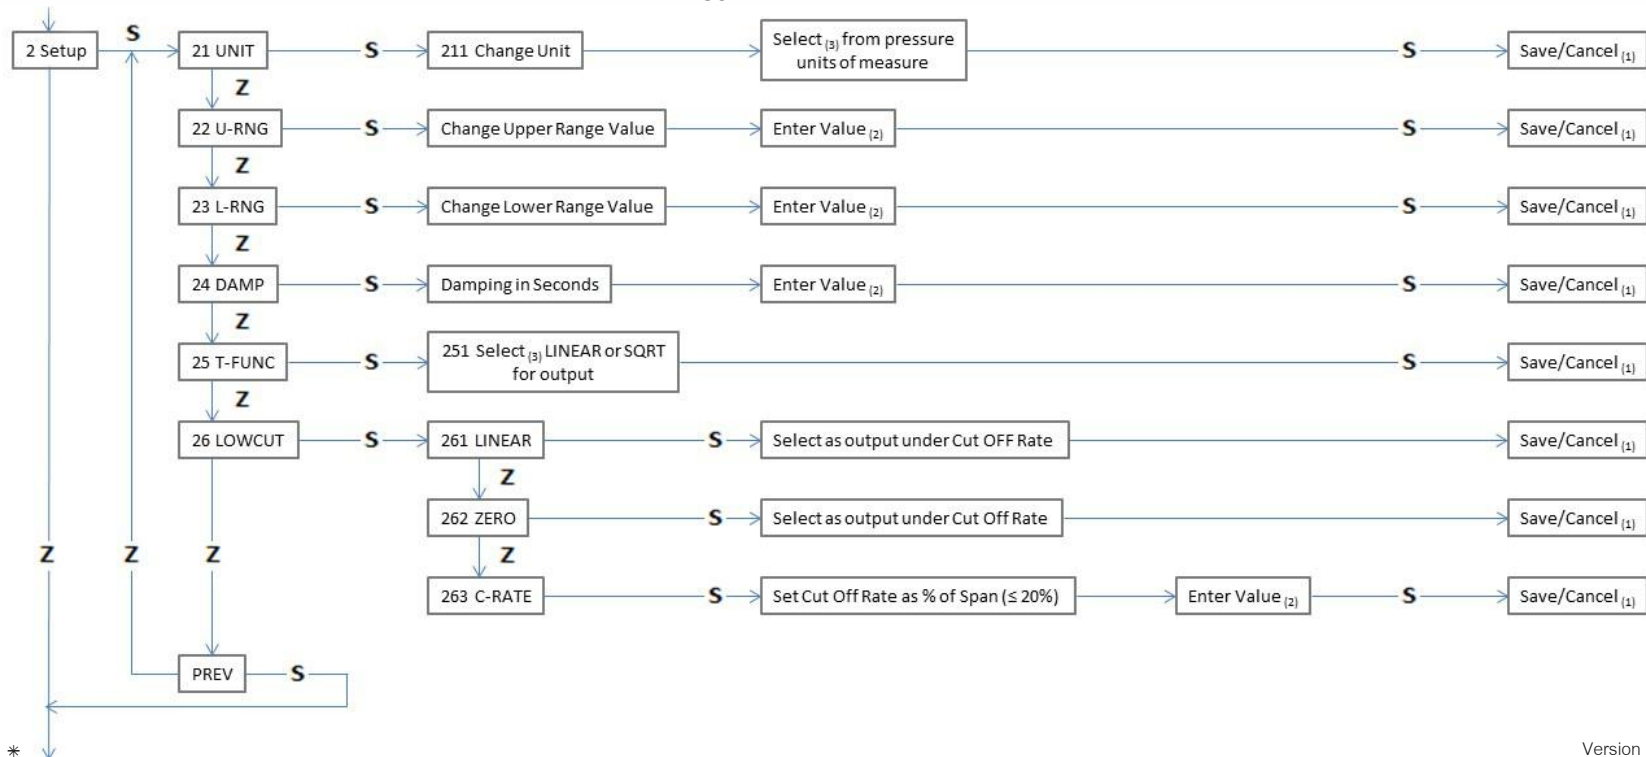 2 Setup S 21 UNIT S 211 Change Unit Select (3) from pressure units of measure S Save/Cancel (1)
Z
22 U-RNG S Change Upper Range Value Enter Value (2) S Save/Cancel (1)
Z
23 L-RNG S Change Lower Range Value Enter Value (2) S Save/Cancel (1)
Z
24 DAMP S Damping in Seconds Enter Value (2) S Save/Cancel (1)
Z
25 T-FUNC S 251 Select (3) LINEAR or SQRT for output S Save/Cancel (1)
Z
26 LOWCUT S 261 LINEAR S Select as output under Cut OFF Rate Save/Cancel (1)
Z
262 ZERO S Select as output under Cut Off Rate Save/Cancel (1)
Z Z Z Z
263 C-RATE S Set Cut Off Rate as % of Span (≤ 20%) Enter Value (2) S Save/Cancel (1)
PREV S
* Version